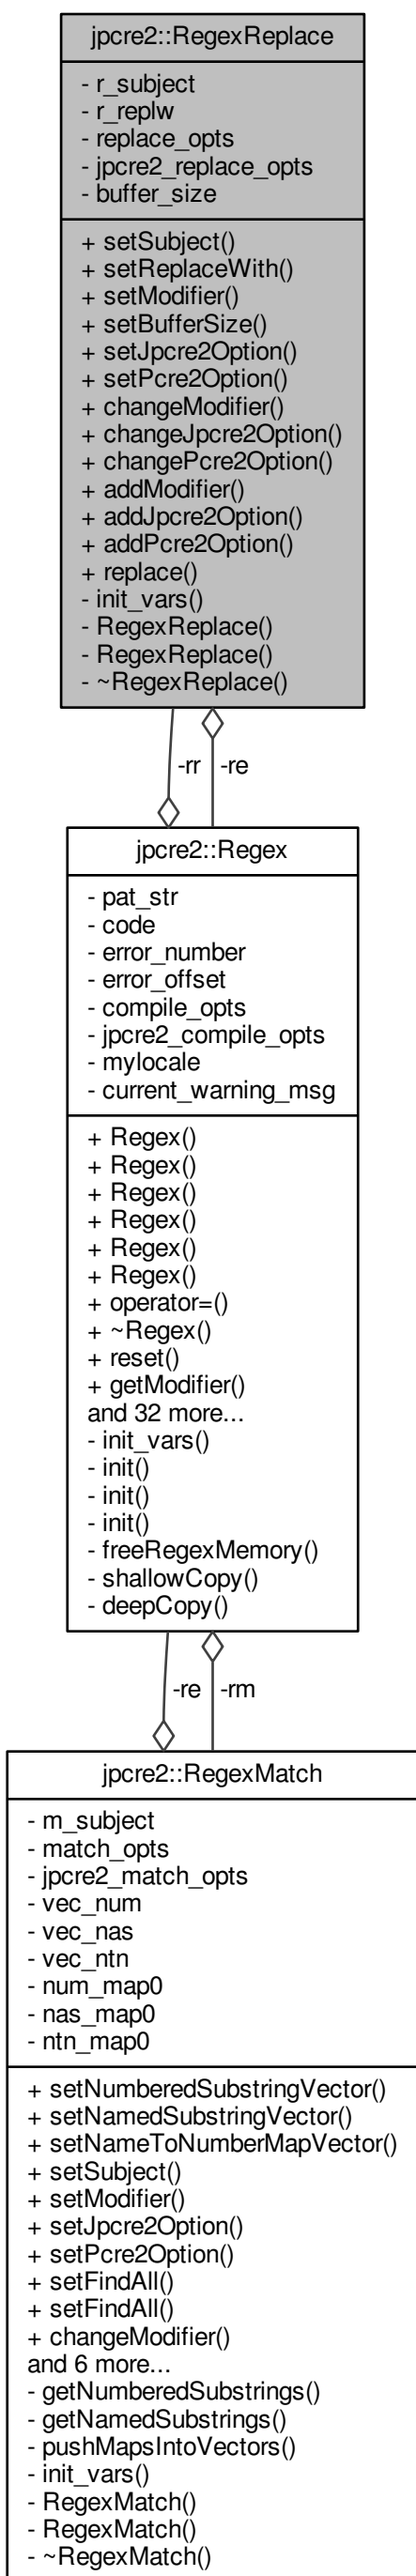 jpcre2::RegexReplace
- r_subject
- r_replw
- replace_opts
- jpcre2_replace_opts
- buffer_size
+ setSubject()
+ setReplaceWith()
+ setModifier()
+ setBufferSize()
+ setJpcre2Option()
+ setPcre2Option()
+ changeModifier()
+ changeJpcre2Option()
+ changePcre2Option()
+ addModifier()
+ addJpcre2Option()
+ addPcre2Option()
+ replace()
- init_vars()
- RegexReplace()
- RegexReplace()
- ~RegexReplace()
-rr -re
jpcre2::Regex
- pat_str
- code
- error_number
- error_offset
- compile_opts
- jpcre2_compile_opts
- mylocale
- current_warning_msg
+ Regex()
+ Regex()
+ Regex()
+ Regex()
+ Regex()
+ Regex()
+ operator=()
+ ~Regex()
+ reset()
+ getModifier()
and 32 more...
- init_vars()
- init()
- init()
- init()
- freeRegexMemory()
- shallowCopy()
- deepCopy()
-re -rm
jpcre2::RegexMatch
- m_subject
- match_opts
- jpcre2_match_opts
- vec_num
- vec_nas
- vec_ntn
- num_map0
- nas_map0
- ntn_map0
+ setNumberedSubstringVector()
+ setNamedSubstringVector()
+ setNameToNumberMapVector()
+ setSubject()
+ setModifier()
+ setJpcre2Option()
+ setPcre2Option()
+ setFindAll()
+ setFindAll()
+ changeModifier()
and 6 more...
- getNumberedSubstrings()
- getNamedSubstrings()
- pushMapsIntoVectors()
- init_vars()
- RegexMatch()
- RegexMatch()
- ~RegexMatch()